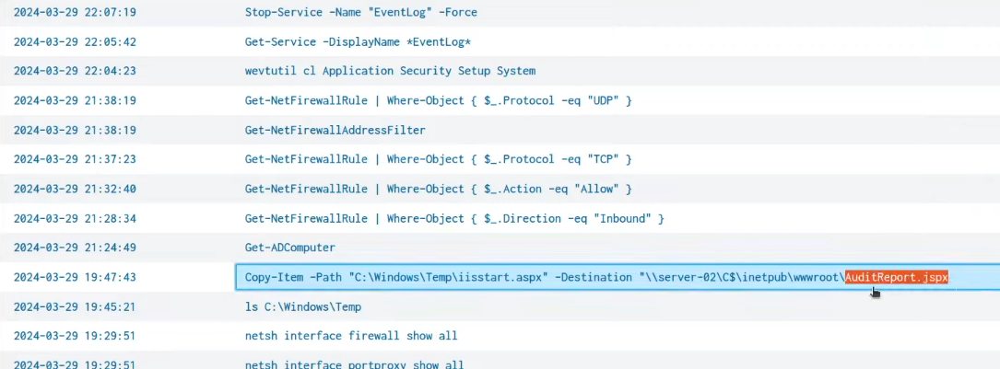 2024-03-29 22:07:19 Stop-Service -Name "EventLog" -Force
2024-03-29 22:05:42 Get-Service -DisplayName *EventLog*
2024-03-29 22:04:23 wevtutil cl Application Security Setup System
2024-03-29 21:38:19 Get-NetFirewallRule | Where-Object { $_.Protocol -eq "UDP" }
2024-03-29 21:38:19 Get-NetFirewallAddressFilter
2024-03-29 21:37:23 Get-NetFirewallRule | Where-Object { $_.Protocol -eq "TCP" }
2024-03-29 21:32:40 Get-NetFirewallRule | Where-Object { $_.Action -eq "Allow" }
2024-03-29 21:28:34 Get-NetFirewallRule | Where-Object { $_.Direction -eq "Inbound" }
2024-03-29 21:24:49 Get-ADComputer
2024-03-29 19:47:43 Copy-Item -Path "C:\Windows\Temp\iisstart.aspx" -Destination "\\server-02\C$\inetpub\wwwroot\AuditReport.jspx
2024-03-29 19:45:21 ls C:\Windows\Temp
2024-03-29 19:29:51 netsh interface firewall show all
2024-03-29 19:29:51 netsh interface portproxy show all